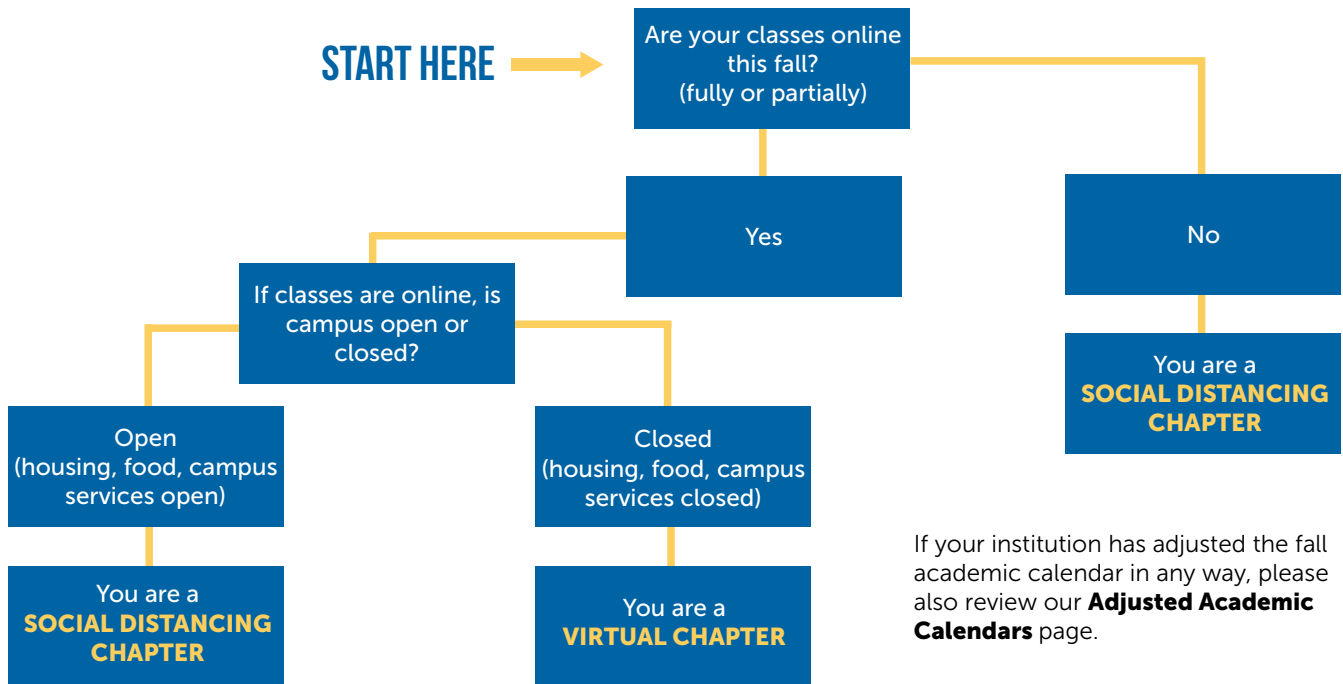 START HERE
Are your classes online
this fall?
(fully or partially)
Yes
No
If classes are online, is
campus open or
closed?
You are a
SOCIAL DISTANCING
CHAPTER
Open
(housing, food, campus
services open)
Closed
(housing, food, campus
services closed)
You are a
SOCIAL DISTANCING
CHAPTER
You are a
VIRTUAL CHAPTER
If your institution has adjusted the fall
academic calendar in any way, please
also review our Adjusted Academic
Calendars page.